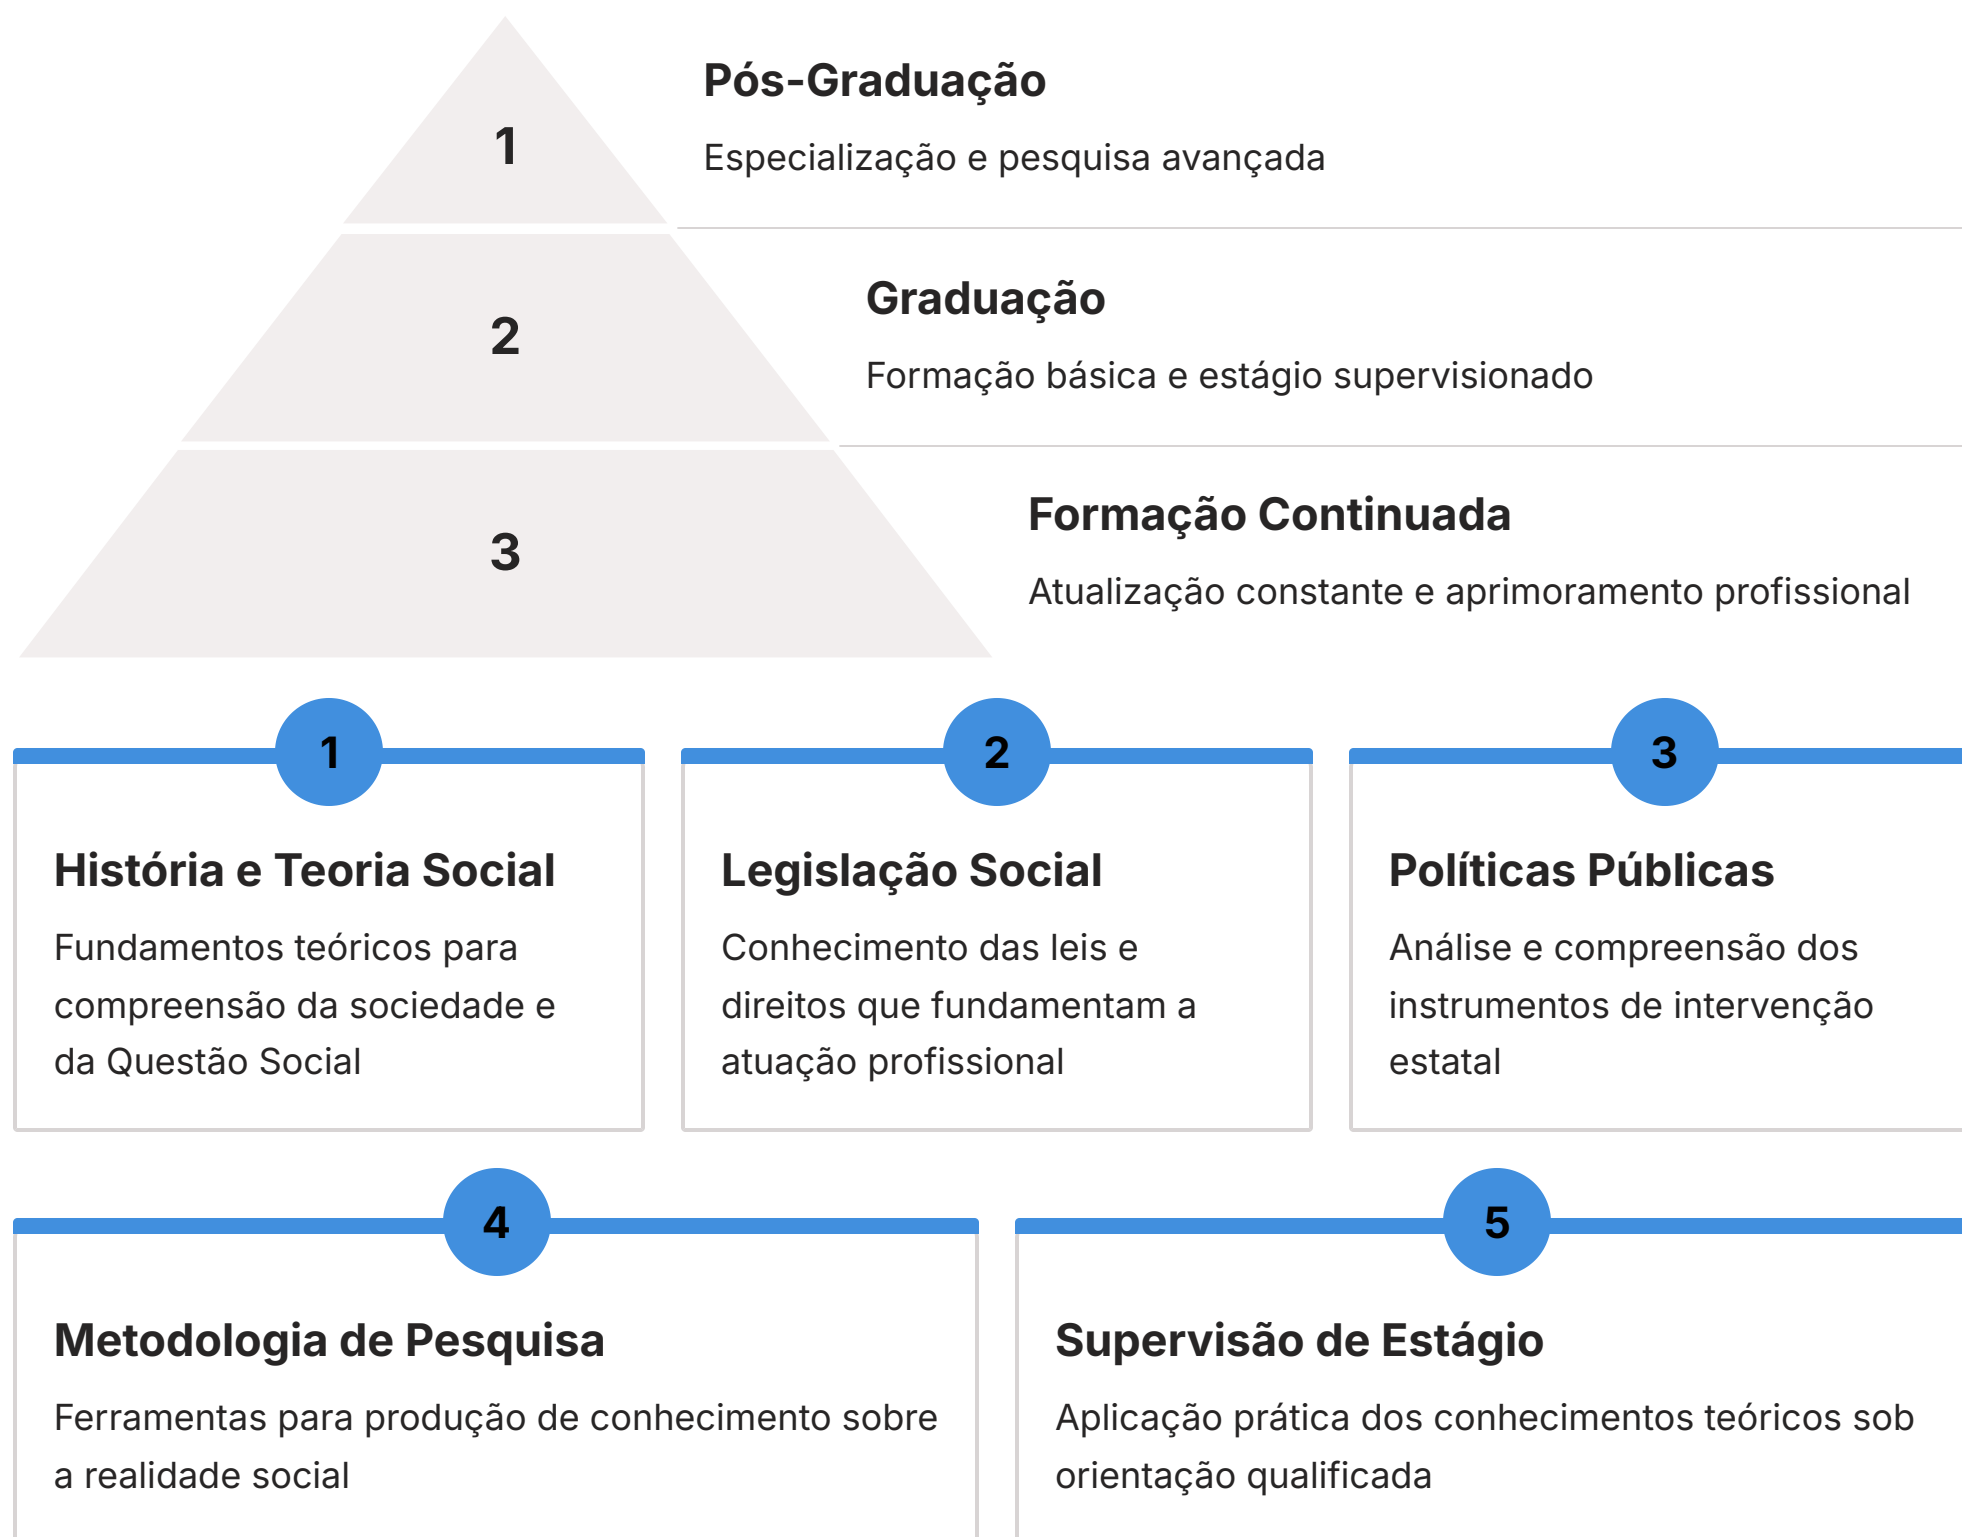 1
Pós-Graduação
Especialização e pesquisa avançada
2
Graduação
Formação básica e estágio supervisionado
3
Formação Continuada
Atualização constante e aprimoramento profissional
1
História e Teoria Social
Fundamentos teóricos para
compreensão da sociedade e
da Questão Social
2
Legislação Social
Conhecimento das leis e
direitos que fundamentam a
atuação profissional
3
Políticas Públicas
Análise e compreensão dos
instrumentos de intervenção
estatal
4
Metodologia de Pesquisa
Ferramentas para produção de conhecimento sobre
a realidade social
5
Supervisão de Estágio
Aplicação prática dos conhecimentos teóricos sob
orientação qualificada